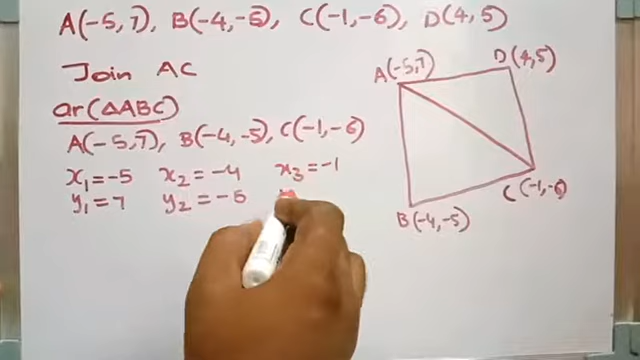 A(-5,7), B(-4,-5), C(-1,-6), D(4,5)
Join AC
ar(△ABC)
A(-5,7), B(-4,-5), C(-1,-6)
x₁=-5 x₂=-4 x₃=-1
y₁=7 y₂=-5
A(-5,7)
D(4,5)
B(-4,-5)
C(-1,-6)